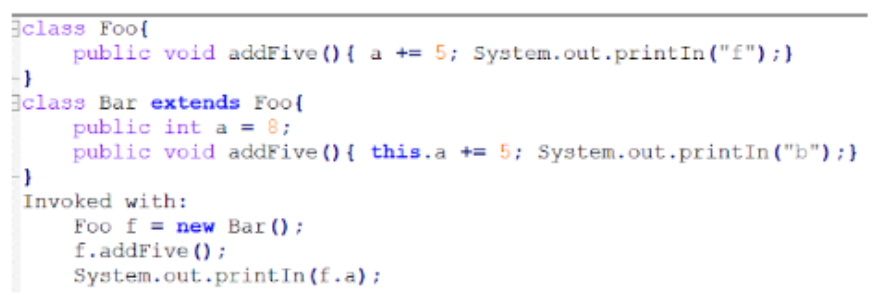 class Foo{
public void addFive(){ a += 5; System.out.printIn("f");}
}
class Bar extends Foo{
public int a = 8;
public void addFive(){ this.a += 5; System.out.printIn("b");}
}
Invoked with:
Foo f = new Bar();
f.addFive();
System.out.printIn(f.a);